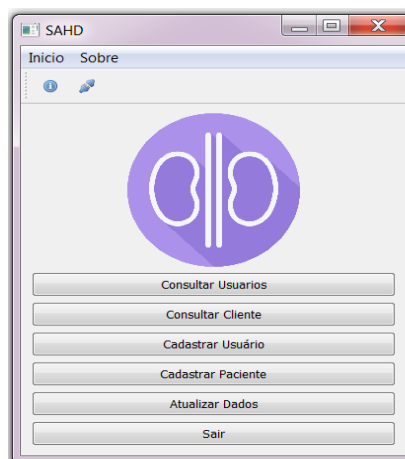 SAHD
Inicio Sobre
Consultar Usuarios
Consultar Cliente
Cadastrar Usuário
Cadastrar Paciente
Atualizar Dados
Sair